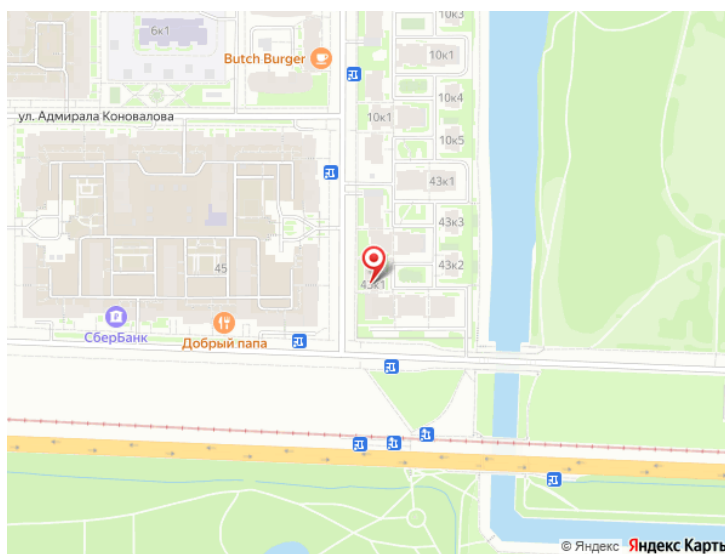 10к3
6к1
Butch Burger
10к1
10к4
ул. Адмирала Коновалова
10к1
10к5
43к1
43к3
43к2
45
43к1
СберБанк
Добрый папа
© Яндекс Яндекс Карты